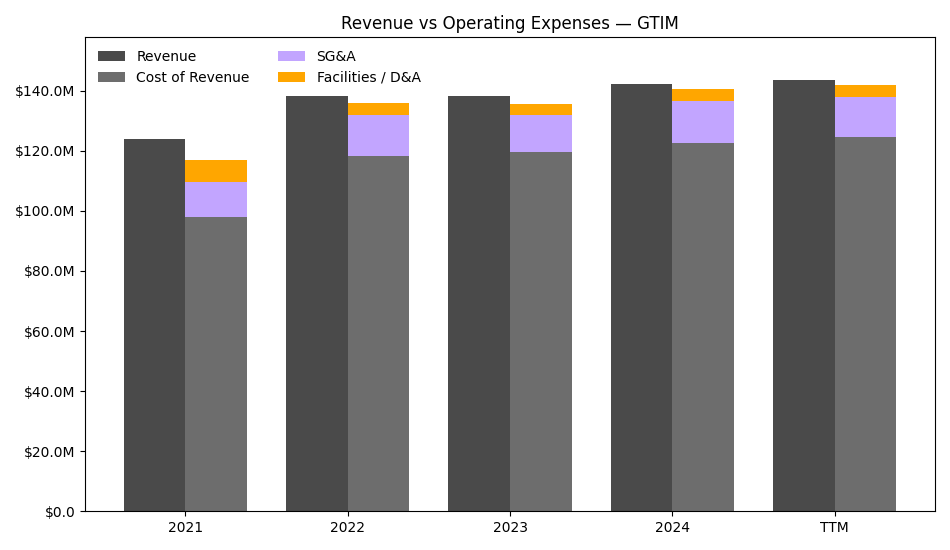 Revenue vs Operating Expenses — GTIM
Revenue
Cost of Revenue
SG&A
Facilities / D&A
$140.0M
$120.0M
$100.0M
$80.0M
$60.0M
$40.0M
$20.0M
$0.0
2021 2022 2023 2024 TTM